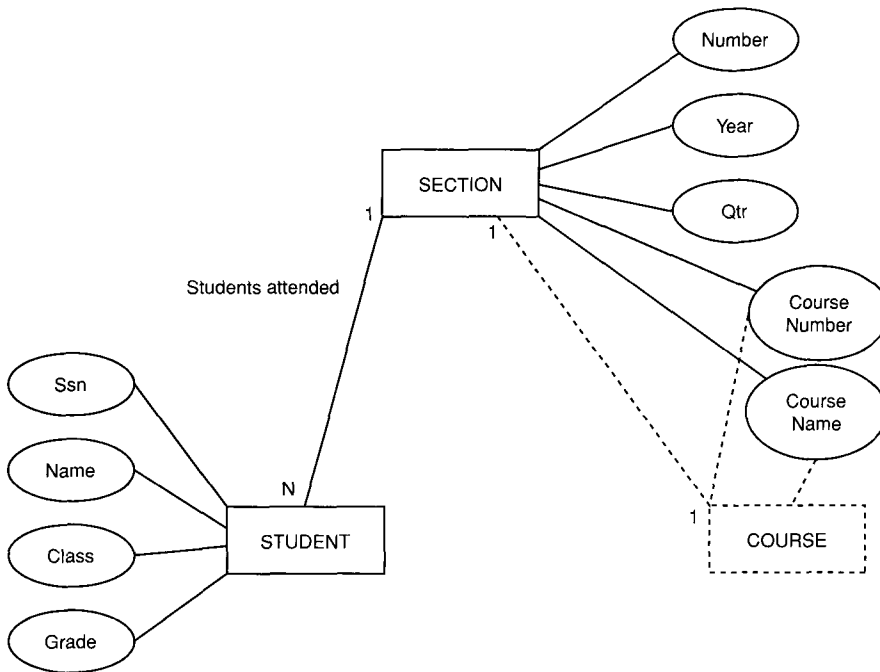 Number
Year
SECTION
Qtr
1
1
Students attended
Course
Number
Ssn
Course
Name
Name
N
1
STUDENT
COURSE
Class
Grade